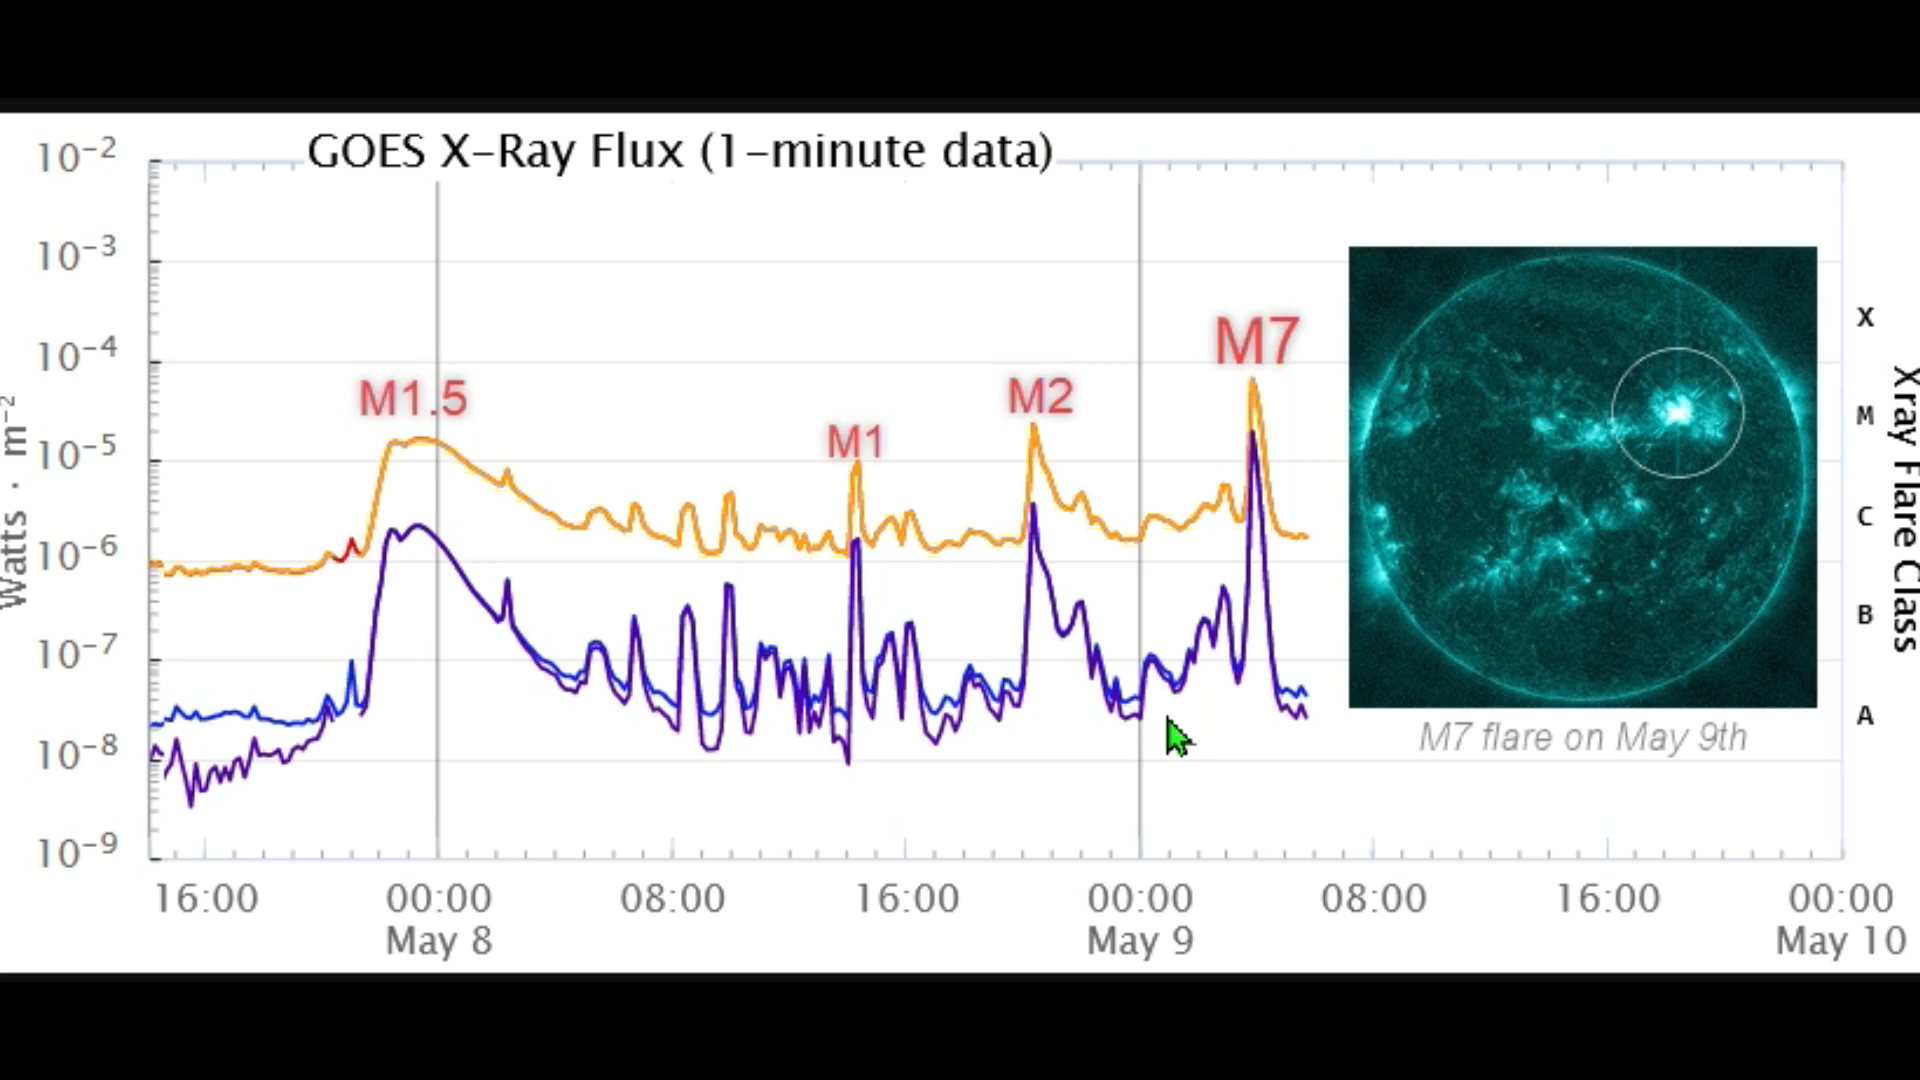 GOES X-Ray Flux (1-minute data)
10⁻²
10⁻³
10⁻⁴
10⁻⁵
10⁻⁶
10⁻⁷
10⁻⁸
10⁻⁹
Watts · m⁻²
M1.5
M1
M2
M7
X
M
C
B
A
Xray Flare Class
M7 flare on May 9th
16:00 00:00 08:00 16:00 00:00 08:00 16:00 00:00
May 8 May 9 May 10